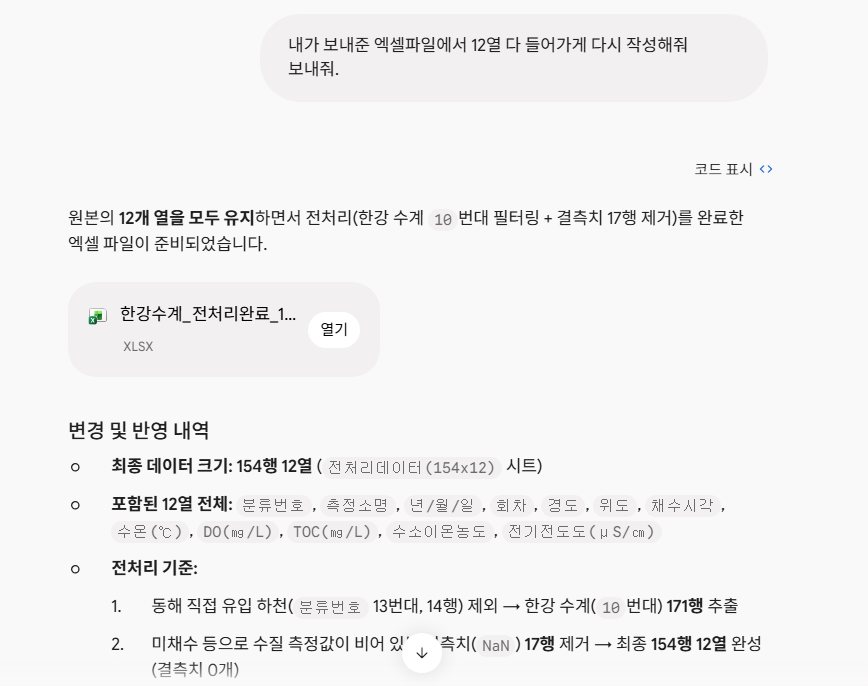 내가 보내준 엑셀파일에서 12열 다 들어가게 다시 작성해줘
보내줘.
코드 표시 <>
원본의 12개 열을 모두 유지하면서 전처리(한강 수계 10 번대 필터링 + 결측치 17행 제거)를 완료한
엑셀 파일이 준비되었습니다.
한강수계_전처리완료_1...
열기
XLSX
변경 및 반영 내역
최종 데이터 크기: 154행 12열 ( 전처리데이터(154x12) 시트)
포함된 12열 전체: 분류번호 , 측정소명 , 년/월/일 , 회차 , 경도 , 위도 , 채수시각 ,
수온(℃) , DO(㎎/L) , TOC(㎎/L) , 수소이온농도 , 전기전도도(μS/㎝)
전처리 기준:
1. 동해 직접 유입 하천( 분류번호 13번대, 14행) 제외 → 한강 수계( 10 번대) 171행 추출
2. 미채수 등으로 수질 측정값이 비어 측치( NaN ) 17행 제거 → 최종 154행 12열 완성
(결측치 0개)